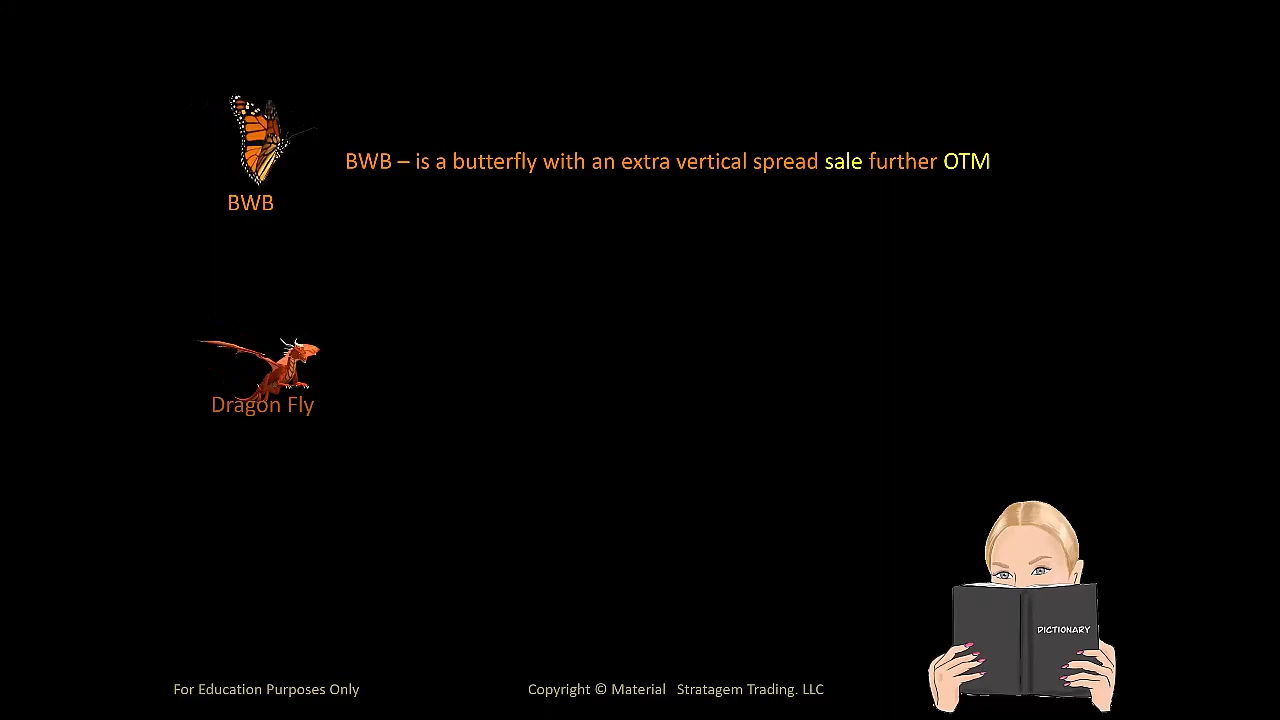 BWB – is a butterfly with an extra vertical spread sale further OTM
BWB
Dragon Fly
DICTIONARY
For Education Purposes Only
Copyright © Material Stratagem Trading. LLC